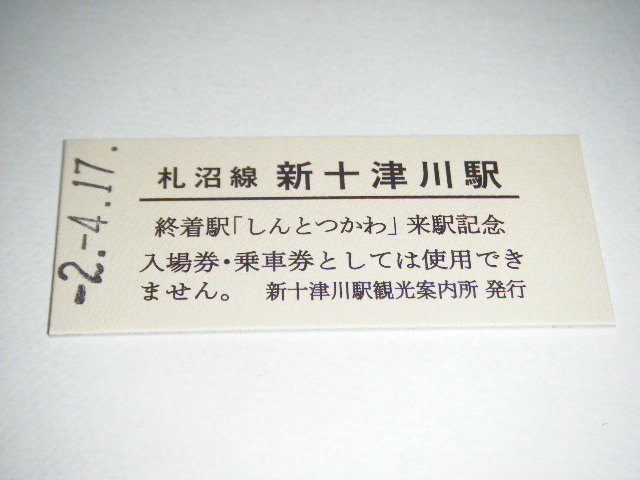 -2.-4.17.
札沼線 新十津川駅
終着駅「しんとつかわ」来駅記念
入場券・乗車券としては使用でき
ません。 新十津川駅観光案内所 発行